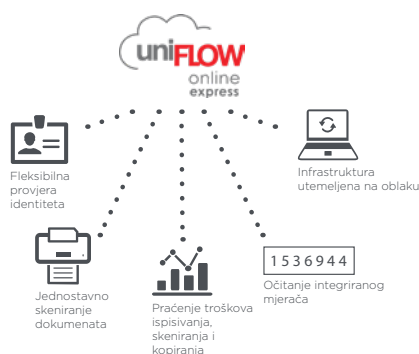 uniFLOW
online
express
Fleksibilna
provjera
identiteta
Infrastruktura
utemeljena na oblaku
Jednostavno
skeniranje
dokumenata
Praćenje troškova
ispisivanja,
skeniranja i
kopiranja
1536944
Očitanje integriranog
mjerača